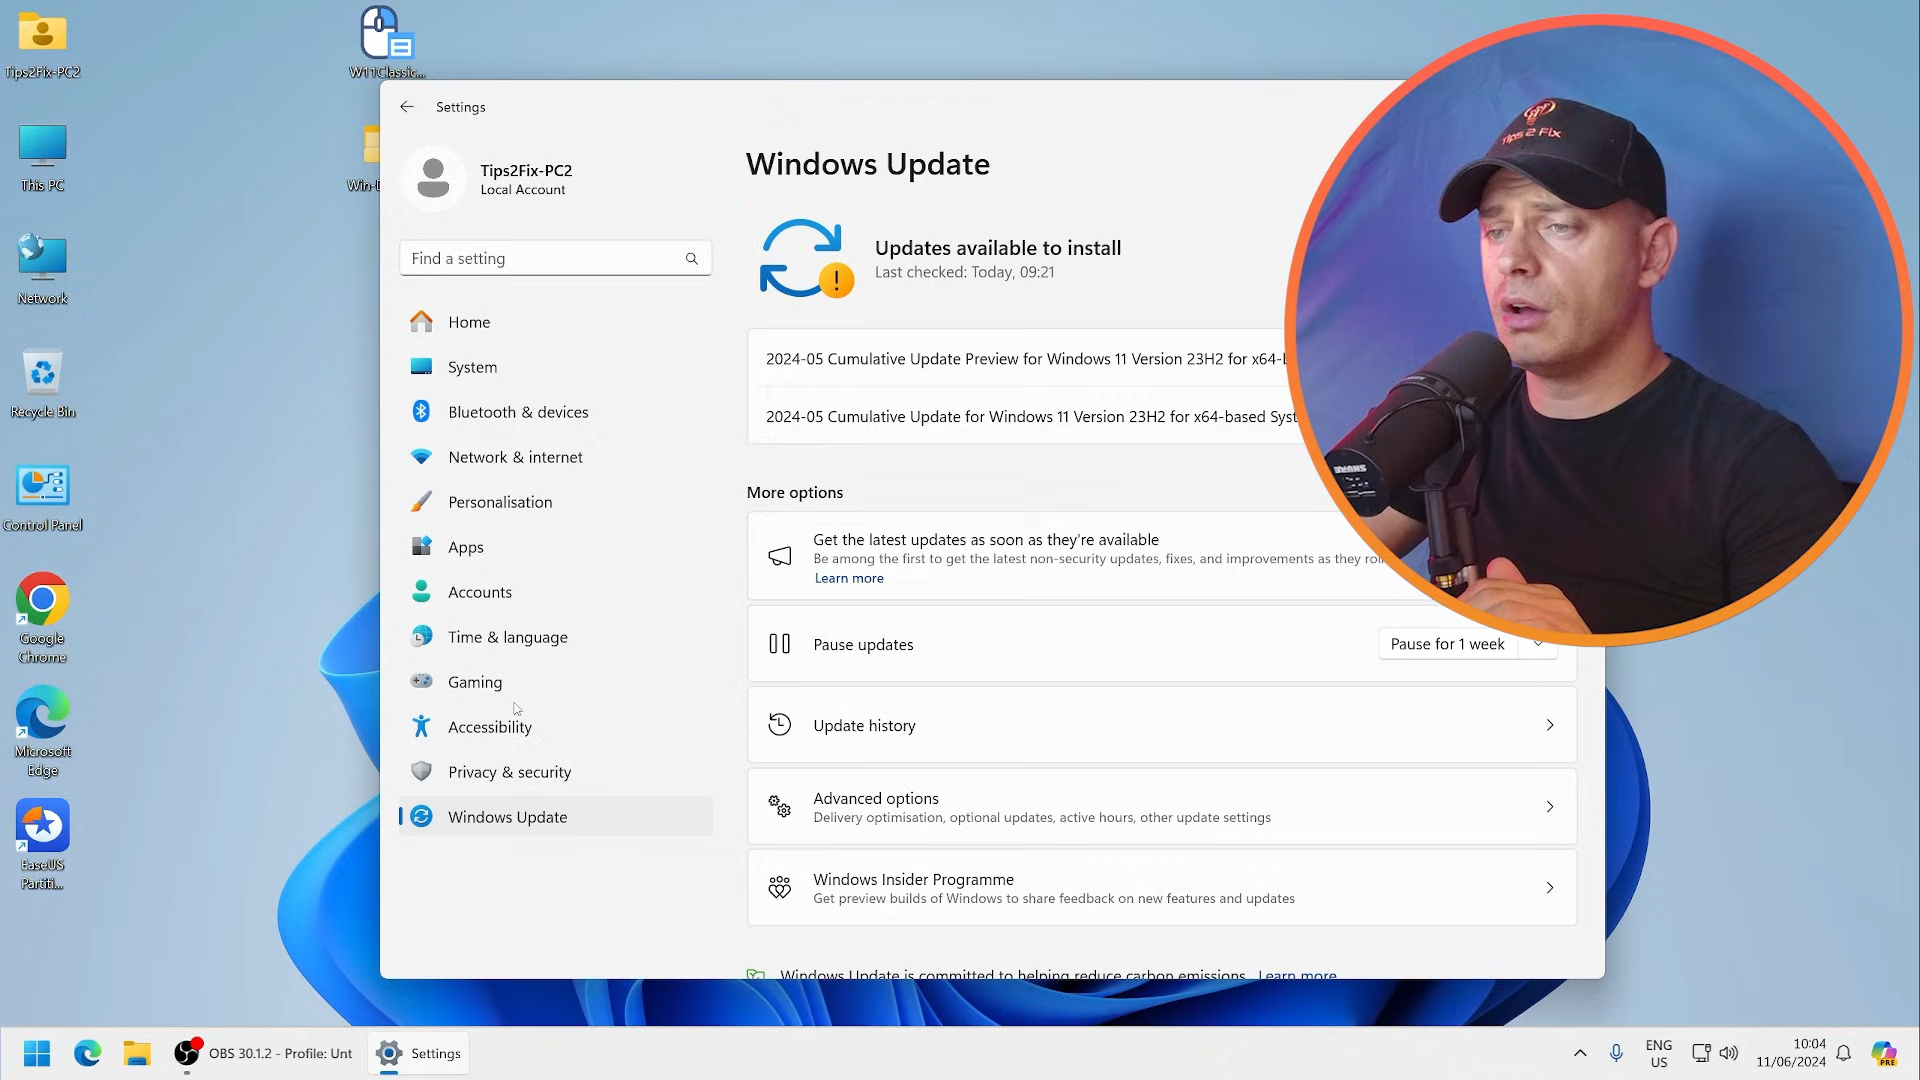 Tips2Fix-PC2
This PC
Network
Recycle Bin
Control Panel
Google
Chrome
Microsoft
Edge
EaseUS
Partiti...
W11Classic...
Settings
Tips2Fix-PC2
Local Account
Find a setting
Home
System
Bluetooth & devices
Network & internet
Personalisation
Apps
Accounts
Time & language
Gaming
Accessibility
Privacy & security
Windows Update
Windows Update
Updates available to install
Last checked: Today, 09:21
2024-05 Cumulative Update Preview for Windows 11 Version 23H2 for
2024-05 Cumulative Update for Windows 11 Version 23H2 for x64-based
More options
Get the latest updates as soon as they're available
Be among the first to get the latest non-security updates, fixes, and improvements as they
Learn more
Pause updates
Pause for 1 week
Update history
Advanced options
Delivery optimisation, optional updates, active hours, other update settings
Windows Insider Programme
Get preview builds of Windows to share feedback on new features and updates
Windows Update is committed to helping reduce carbon emissions. Learn more
Tips 2 Fix
SHURE
OBS 30.1.2 - Profile: Unt
Settings
ENG
US
10:04
11/06/2024
PRE